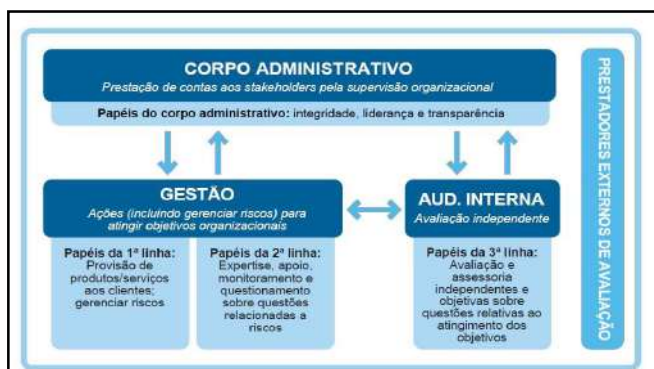 CORPO ADMINISTRATIVO
Prestação de contas aos stakeholders pela supervisão organizacional
Papéis do corpo administrativo: integridade, liderança e transparência
GESTÃO
Ações (incluindo gerenciar riscos) para
atingir objetivos organizacionais
Papéis da 1ª linha:
Provisão de
produtos/serviços
aos clientes;
gerenciar riscos
Papéis da 2ª linha:
Expertise, apoio,
monitoramento e
questionamento
sobre questões
relacionadas a
riscos
AUD. INTERNA
Avaliação independente
Papéis da 3ª linha:
Avaliação e
assessoria
independentes e
objetivas sobre
questões relativas ao
atingimento dos
objetivos
PRESTADORES EXTERNOS DE AVALIAÇÃO